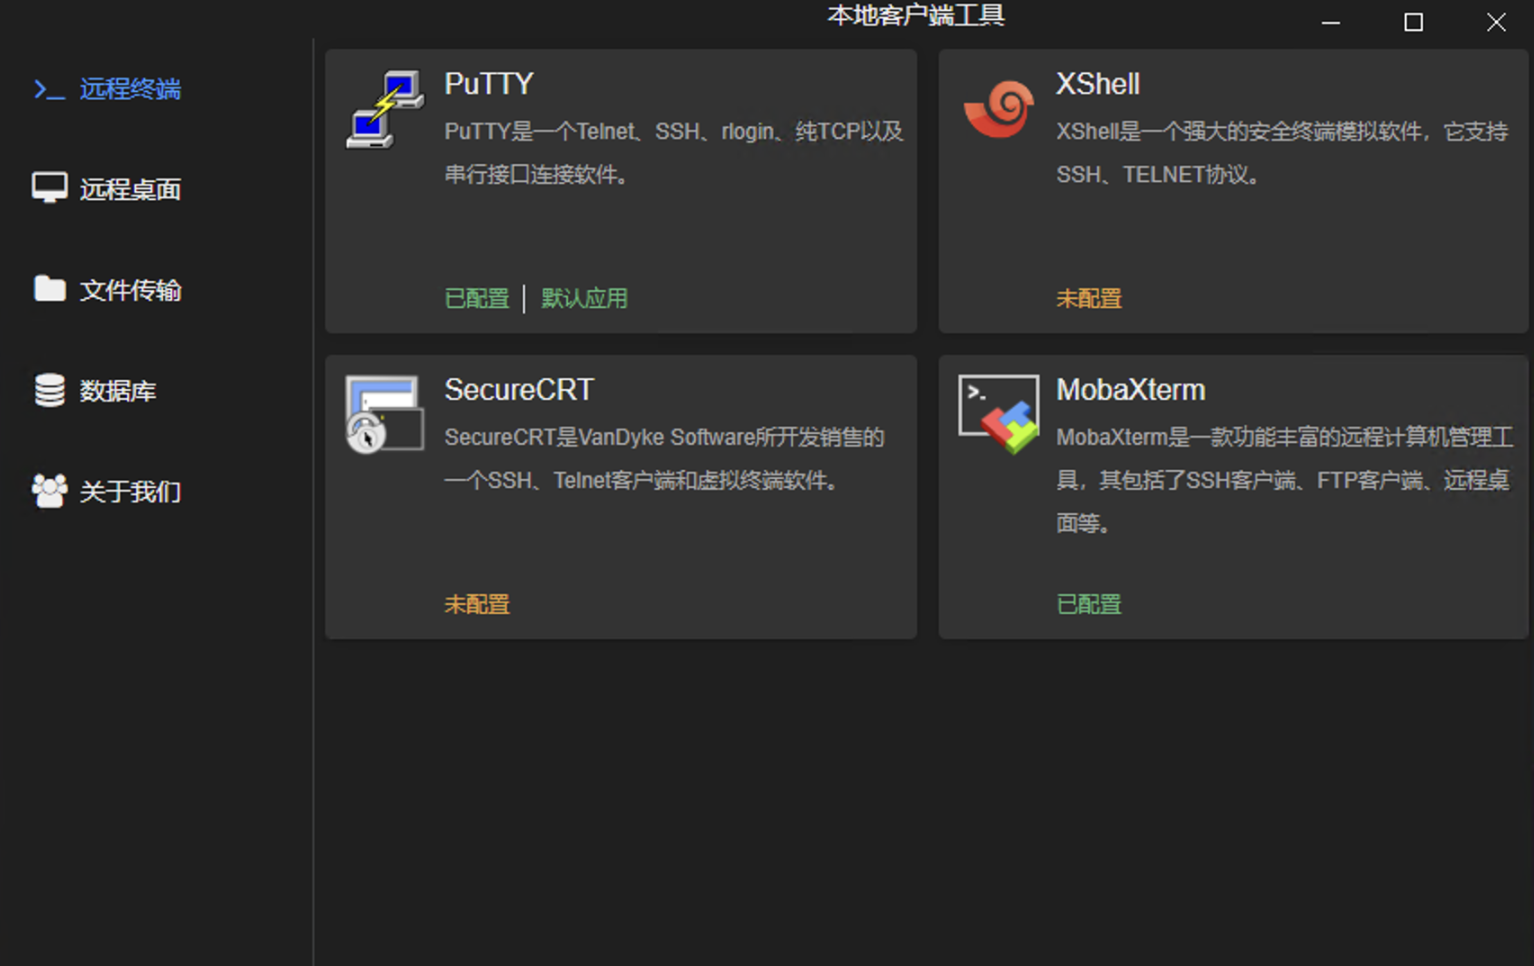 本地客户端工具
远程终端
远程桌面
文件传输
数据库
关于我们
PuTTY
PuTTY是一个Telnet、SSH、rlogin、纯TCP以及
串行接口连接软件。
已配置 | 默认应用
XShell
XShell是一个强大的安全终端模拟软件，它支持
SSH、TELNET协议。
未配置
SecureCRT
SecureCRT是VanDyke Software所开发销售的
一个SSH、Telnet客户端和虚拟终端软件。
未配置
MobaXterm
MobaXterm是一款功能丰富的远程计算机管理工
具，其包括了SSH客户端、FTP客户端、远程桌
面等。
已配置